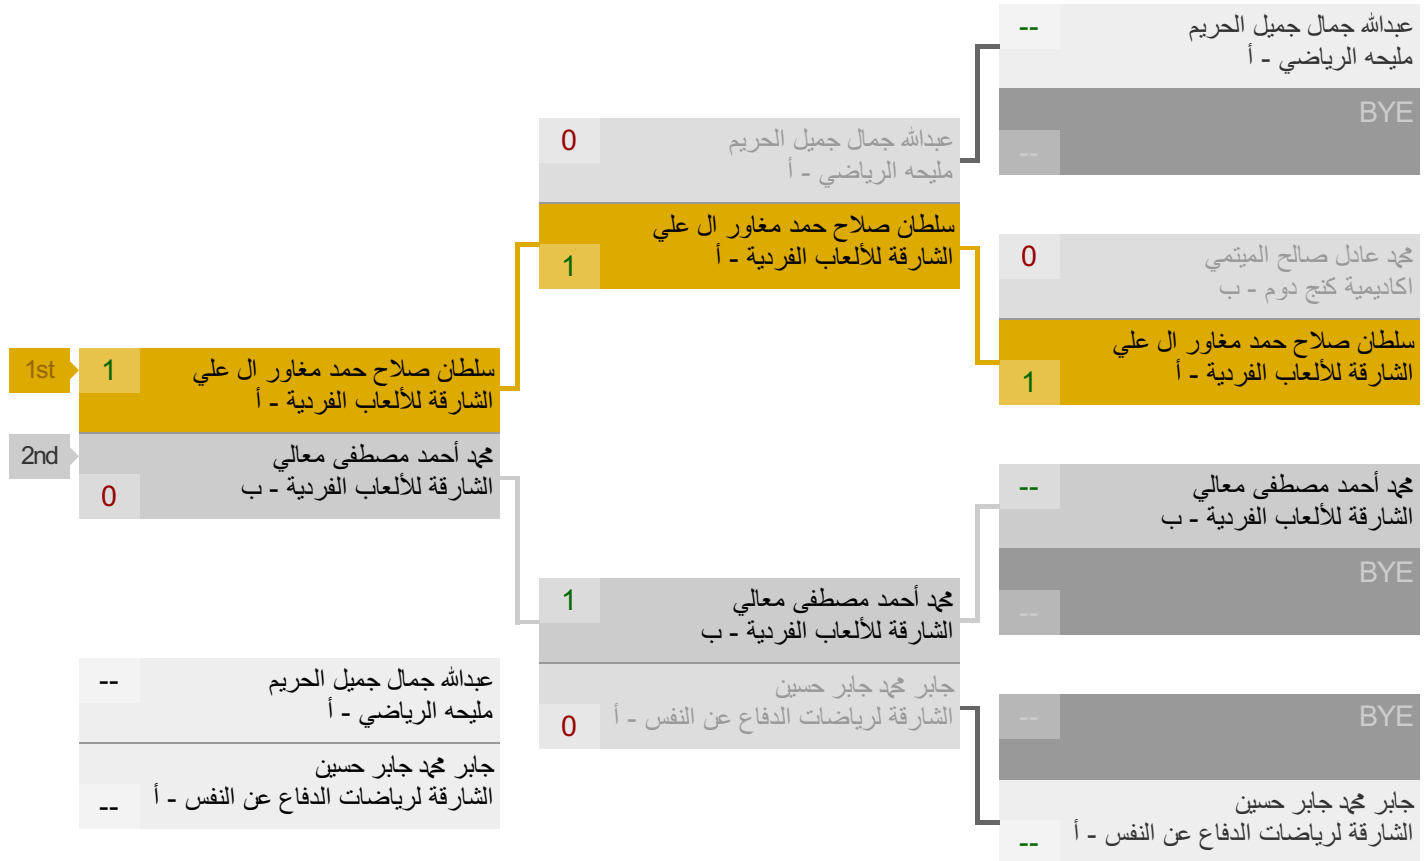 --
عبدالله جمال جميل الحريم
مليحه الرياضي - أ
BYE
--
0
محمد عادل صالح الميتمي
اكاديمية كنج دوم - ب
سلطان صلاح حمد مغاور ال علي
الشارقة للألعاب الفردية - أ
1
--
محمد أحمد مصطفى معالي
الشارقة للألعاب الفردية - ب
BYE
--
--
BYE
جابر محمد جابر حسين
الشارقة لرياضات الدفاع عن النفس - أ
--
0
عبدالله جمال جميل الحريم
مليحه الرياضي - أ
سلطان صلاح حمد مغاور ال علي
الشارقة للألعاب الفردية - أ
1
1
محمد أحمد مصطفى معالي
الشارقة للألعاب الفردية - ب
جابر محمد جابر حسين
الشارقة لرياضات الدفاع عن النفس - أ
0
1st
1
سلطان صلاح حمد مغاور ال علي
الشارقة للألعاب الفردية - أ
2nd
محمد أحمد مصطفى معالي
الشارقة للألعاب الفردية - ب
0
--
عبدالله جمال جميل الحريم
مليحه الرياضي - أ
جابر محمد جابر حسين
الشارقة لرياضات الدفاع عن النفس - أ
--